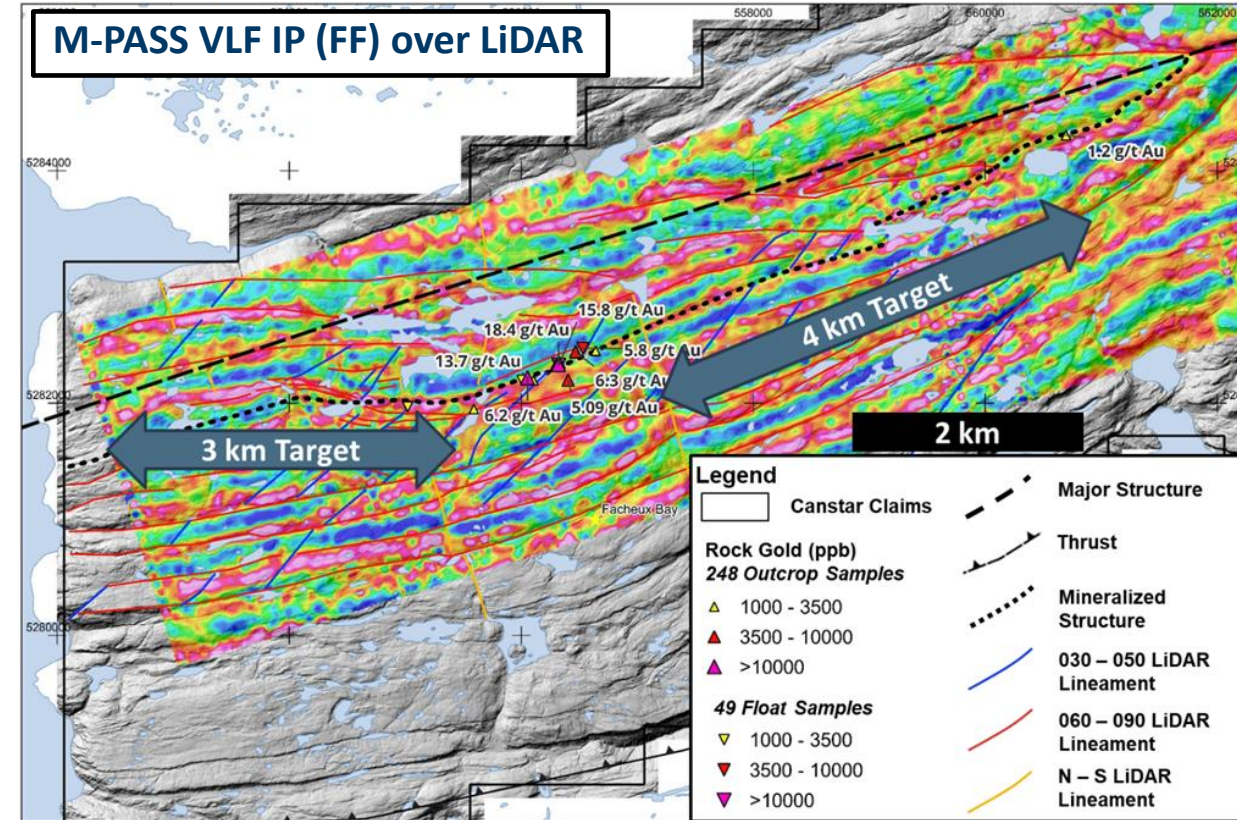 M-PASS VLF IP (FF) over LiDAR
558000
560000
562000
5284000
1.2 g/t Au
4 km Target
15.8 g/t Au
18.4 g/t Au
13.7 g/t Au
5.8 g/t Au
6.3 g/t Au
5282000
6.2 g/t Au
5.09 g/t Au
3 km Target
2 km
Facheux Bay
5280000
Legend
Canstar Claims
Rock Gold (ppb)
248 Outcrop Samples
1000 - 3500
3500 - 10000
>10000
49 Float Samples
1000 - 3500
3500 - 10000
>10000
Major Structure
Thrust
Mineralized
Structure
030 – 050 LiDAR
Lineament
060 – 090 LiDAR
Lineament
N – S LiDAR
Lineament